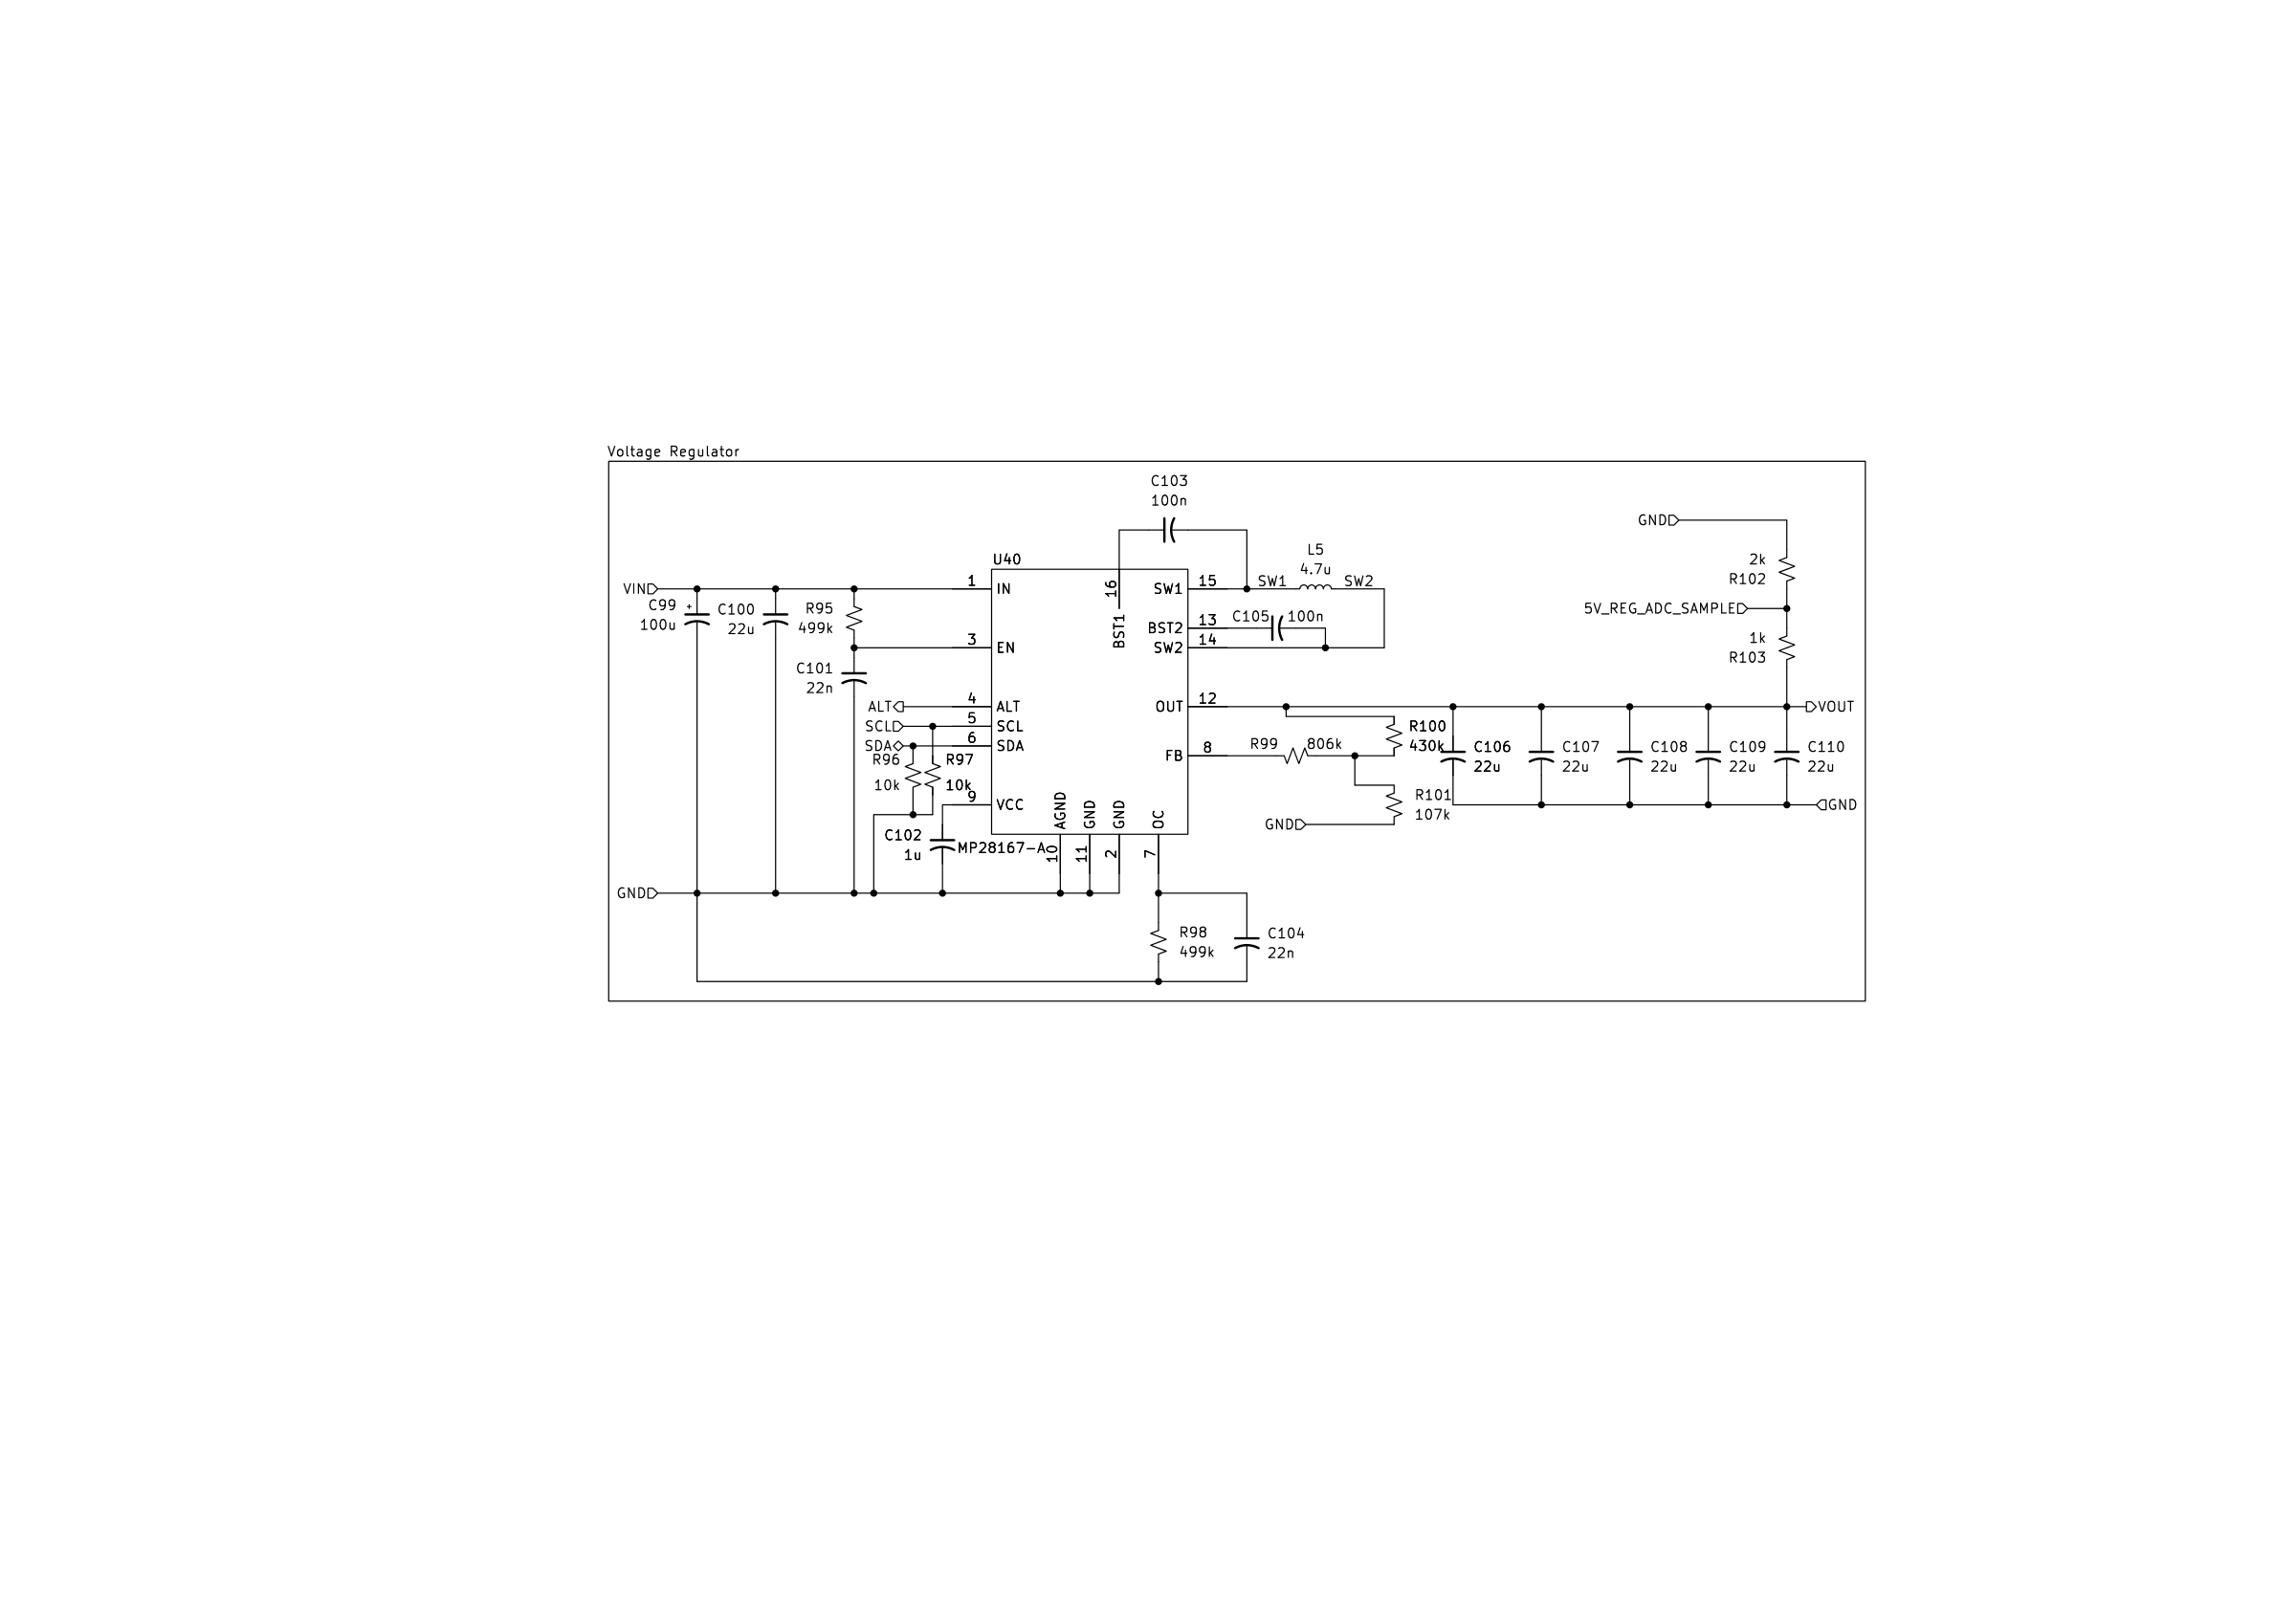 Voltage Regulator
C103
100n
GND
U40
L5
4.7u
2k
R102
VIN
1
IN
16
BST1
SW1
15
SW1
SW2
C99
+
100u
C100
22u
R95
499k
C105
100n
5V_REG_ADC_SAMPLE
BST2
13
3
EN
SW2
14
1k
R103
C101
22n
ALT
4
ALT
OUT
12
VOUT
SCL
5
SCL
R100
430k
SDA
6
SDA
FB
8
R99
806k
C106
22u
C107
22u
C108
22u
C109
22u
C110
22u
R96
10k
R97
10k
9
VCC
AGND
GND
GND
OC
R101
107k
GND
GND
C102
1u
MP28167-A
10
11
2
7
GND
R98
499k
C104
22n